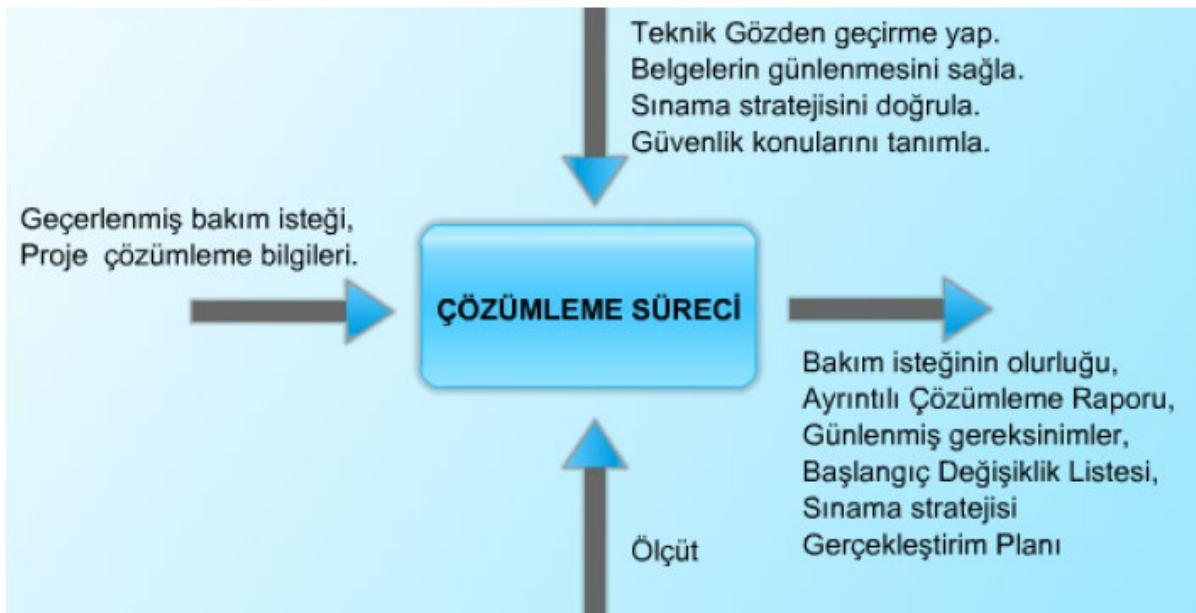 Teknik Gözden geçirme yap.
Belgelerin günlenmesini sağla.
Sınama stratejisini doğrula.
Güvenlik konularını tanımla.
Geçerlenmiş bakım isteği,
Proje çözümleme bilgileri.
ÇÖZÜMLEME SÜRECİ
Bakım isteğinin olurluğu,
Ayrıntılı Çözümleme Raporu,
Günlenmiş gereksinimler,
Başlangıç Değişiklik Listesi,
Sınama stratejisi
Gerçekleştirim Planı
Ölçüt